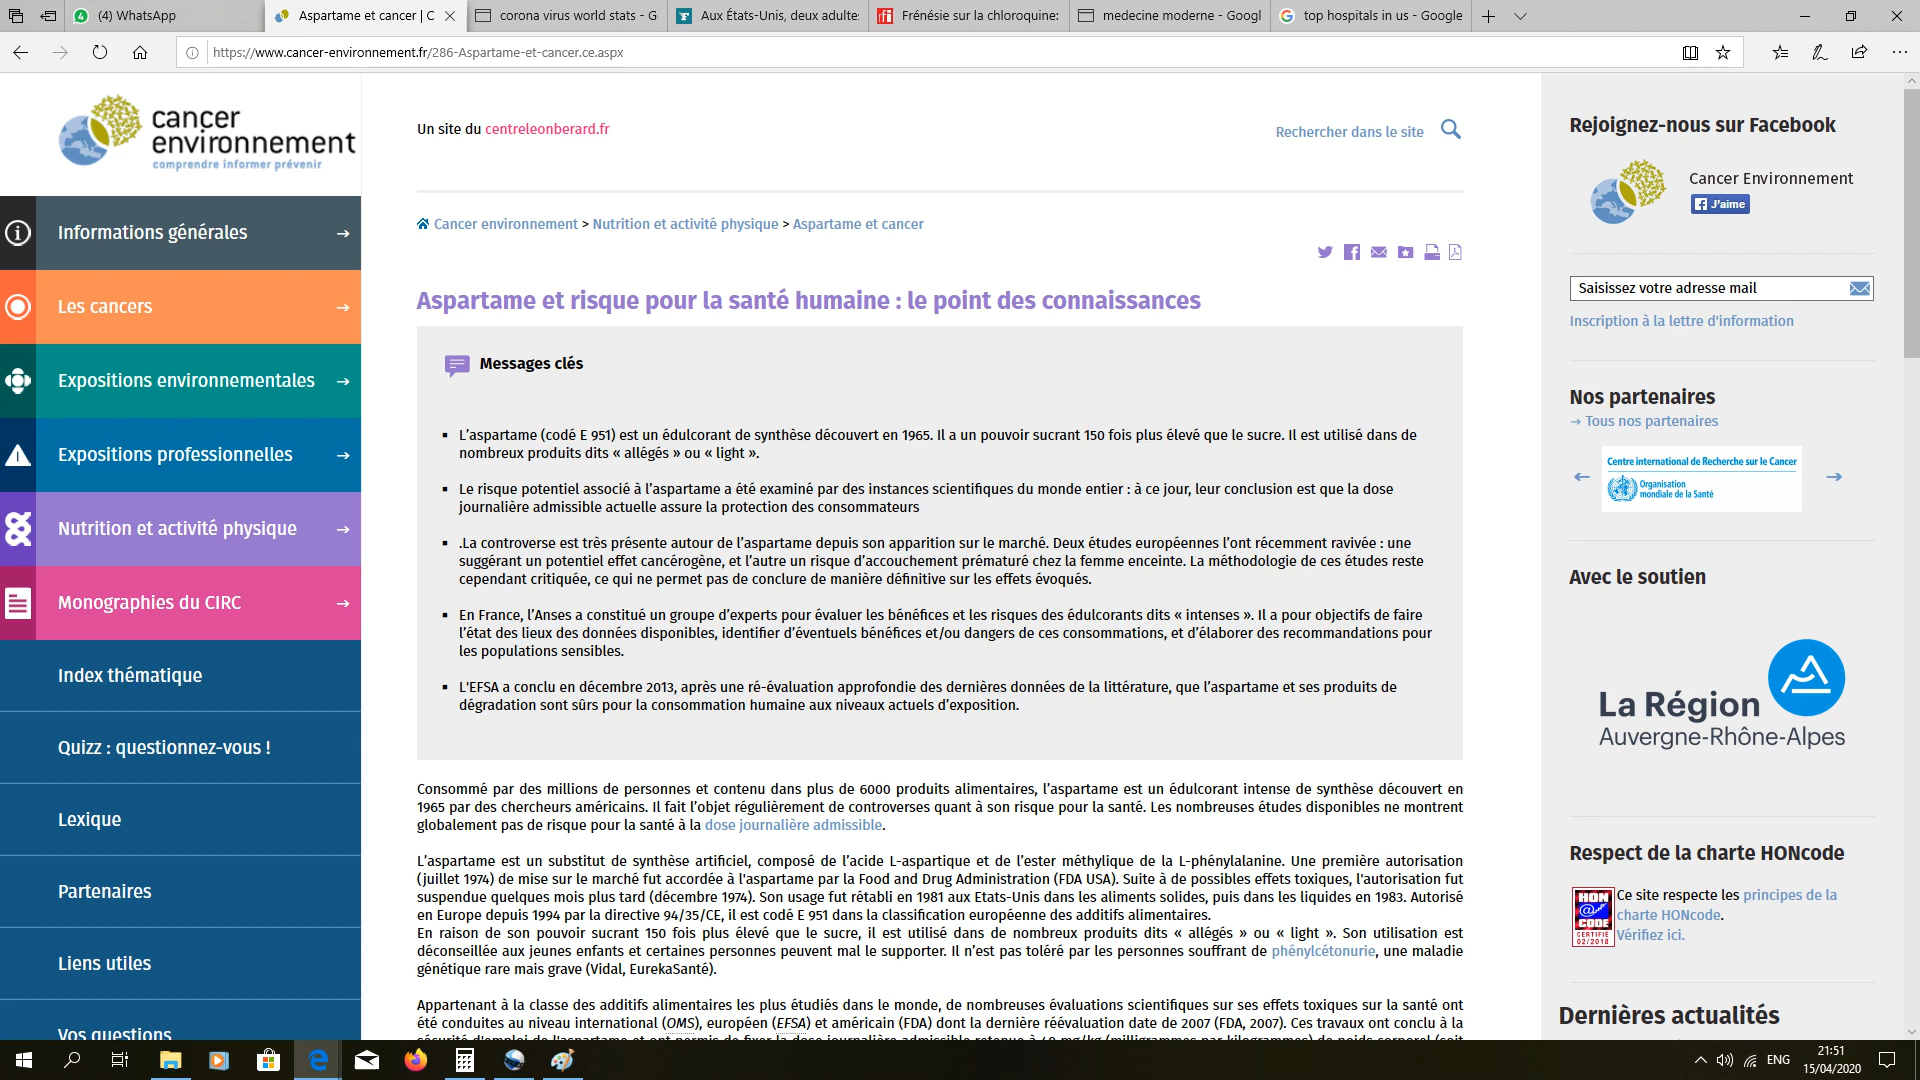 (4) WhatsApp
Aspartame et cancer | C
corona virus world stats - G
Aux États-Unis, deux adulte
Frénésie sur la chloroquine:
medecine moderne - Googl
top hospitals in us - Google
https://www.cancer-environnement.fr/286-Aspartame-et-cancer.ce.aspx
cancer
environnement
comprendre informer prévenir
Informations générales
Les cancers
Expositions environnementales
Expositions professionnelles
Nutrition et activité physique
Monographies du CIRC
Index thématique
Quizz : questionnez-vous !
Lexique
Partenaires
Liens utiles
Vos questions
Un site du centreleonberard.fr
Rechercher dans le site
Cancer environnement > Nutrition et activité physique > Aspartame et cancer
Aspartame et risque pour la santé humaine : le point des connaissances
Messages clés
L’aspartame (codé E 951) est un édulcorant de synthèse découvert en 1965. Il a un pouvoir sucrant 150 fois plus élevé que le sucre. Il est utilisé dans de
nombreux produits dits « allégés » ou « light ».
Le risque potentiel associé à l’aspartame a été examiné par des instances scientifiques du monde entier : à ce jour, leur conclusion est que la dose
journalière admissible actuelle assure la protection des consommateurs
.La controverse est très présente autour de l’aspartame depuis son apparition sur le marché. Deux études européennes l’ont récemment ravivée : une
suggérant un potentiel effet cancérogène, et l’autre un risque d’accouchement prématuré chez la femme enceinte. La méthodologie de ces études reste
cependant critiquée, ce qui ne permet pas de conclure de manière définitive sur les effets évoqués.
En France, l’Anses a constitué un groupe d’experts pour évaluer les bénéfices et les risques des édulcorants dits « intenses ». Il a pour objectifs de faire
l’état des lieux des données disponibles, identifier d’éventuels bénéfices et/ou dangers de ces consommations, et d’élaborer des recommandations pour
les populations sensibles.
L'EFSA a conclu en décembre 2013, après une ré-évaluation approfondie des dernières données de la littérature, que l’aspartame et ses produits de
dégradation sont sûrs pour la consommation humaine aux niveaux actuels d’exposition.
Consommé par des millions de personnes et contenu dans plus de 6000 produits alimentaires, l’aspartame est un édulcorant intense de synthèse découvert en
1965 par des chercheurs américains. Il fait l’objet régulièrement de controverses quant à son risque pour la santé. Les nombreuses études disponibles ne montrent
globalement pas de risque pour la santé à la dose journalière admissible.
L’aspartame est un substitut de synthèse artificiel, composé de l’acide L-aspartique et de l’ester méthylique de la L-phénylalanine. Une première autorisation
(juillet 1974) de mise sur le marché fut accordée à l'aspartame par la Food and Drug Administration (FDA USA). Suite à de possibles effets toxiques, l'autorisation fut
suspendue quelques mois plus tard (décembre 1974). Son usage fut rétabli en 1981 aux Etats-Unis dans les aliments solides, puis dans les liquides en 1983. Autorisé
en Europe depuis 1994 par la directive 94/35/CE, il est codé E 951 dans la classification européenne des additifs alimentaires.
En raison de son pouvoir sucrant 150 fois plus élevé que le sucre, il est utilisé dans de nombreux produits dits « allégés » ou « light ». Son utilisation est
déconseillée aux jeunes enfants et certaines personnes peuvent mal le supporter. Il n’est pas toléré par les personnes souffrant de phénylcétonurie, une maladie
génétique rare mais grave (Vidal, EurekaSanté).
Appartenant à la classe des additifs alimentaires les plus étudiés dans le monde, de nombreuses évaluations scientifiques sur ses effets toxiques sur la santé ont
été conduites au niveau international (OMS), européen (EFSA) et américain (FDA) dont la dernière réévaluation date de 2007 (FDA, 2007). Ces travaux ont conclu à la
sécurité d'emploi de l'aspartame et ont permis de fixer la dose journalière admissible retenue à 40 mg/kg (milligrammes par kilogrammes) de poids corporel (soit
Rejoignez-nous sur Facebook
Cancer Environnement
J’aime
Saisissez votre adresse mail
Inscription à la lettre d'information
Nos partenaires
Tous nos partenaires
Centre international de Recherche sur le Cancer
Organisation
mondiale de la Santé
Avec le soutien
La Région
Auvergne-Rhône-Alpes
Respect de la charte HONcode
HON
@
CODE
CERTIFIÉ
02/2018
Ce site respecte les principes de la
charte HONcode.
Vérifiez ici.
Dernières actualités
ENG
21:51
15/04/2020